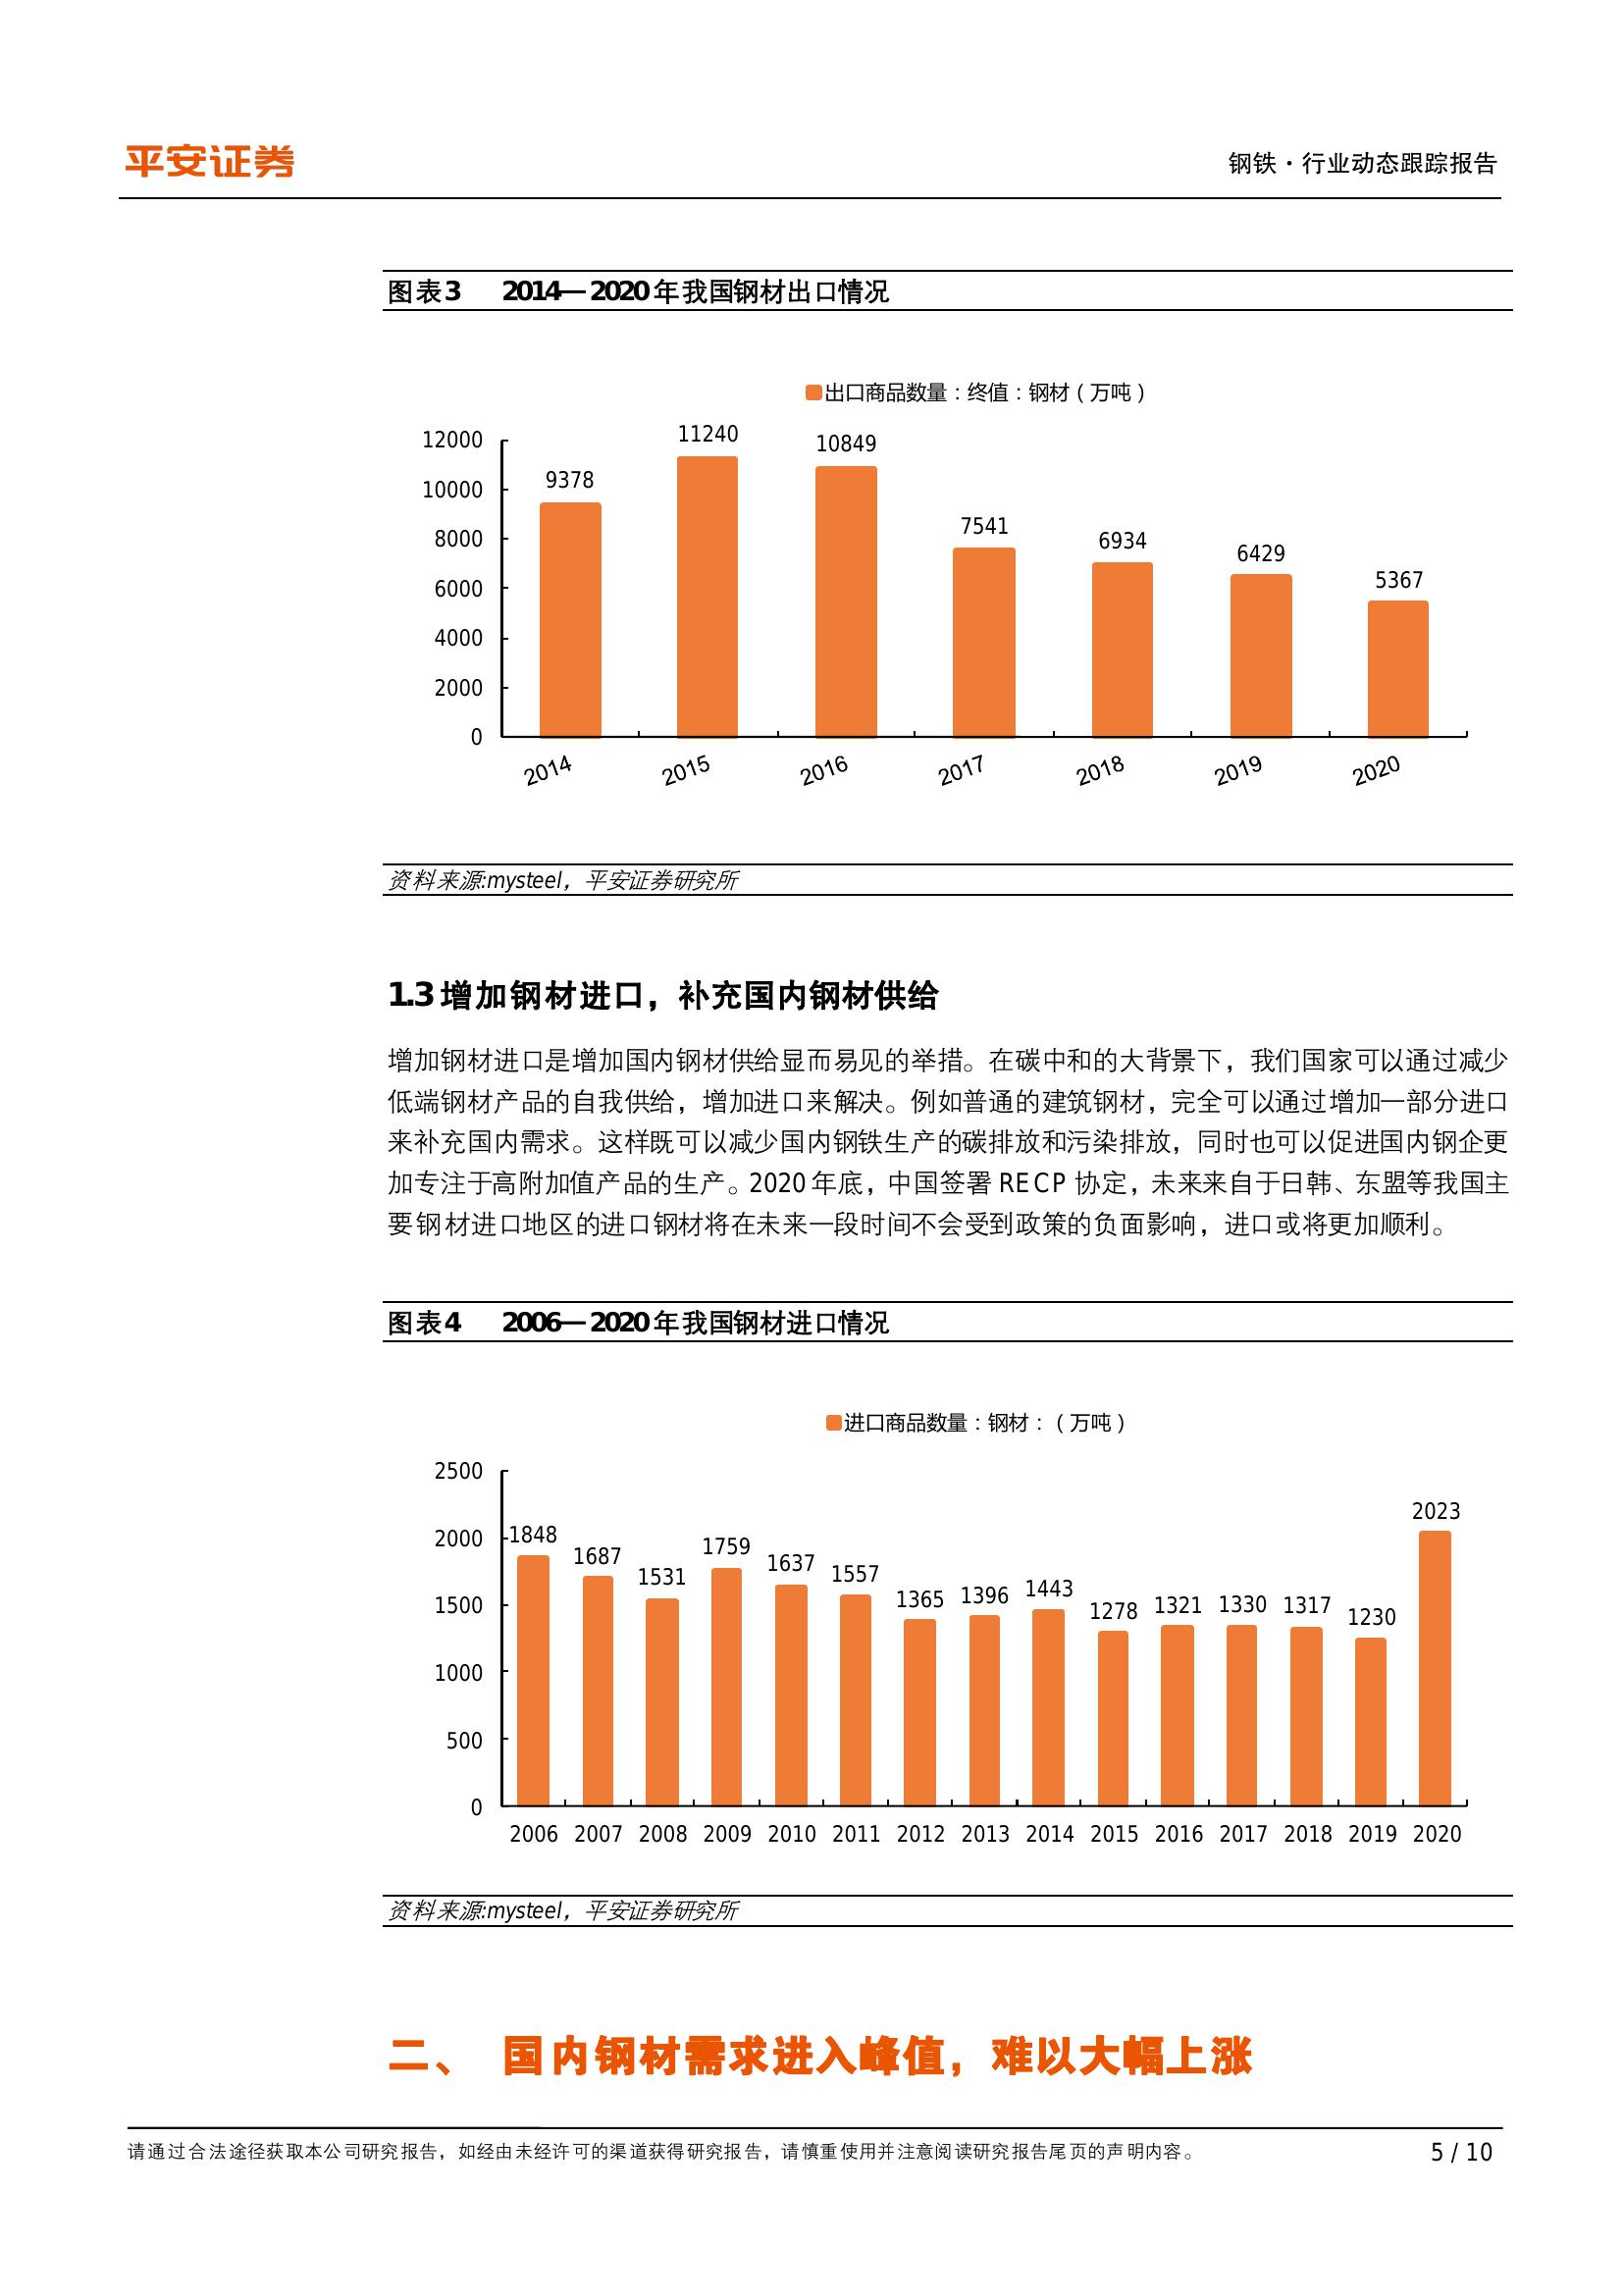 平安证券
钢铁·行业动态跟踪报告
图表3 2014—2020年我国钢材出口情况
出口商品数量：终值：钢材（万吨）
12000
10000
8000
6000
4000
2000
0
9378
11240
10849
7541
6934
6429
5367
2014 2015 2016 2017 2018 2019 2020
资料来源:mysteel，平安证券研究所
1.3增加钢材进口，补充国内钢材供给
增加钢材进口是增加国内钢材供给显而易见的举措。在碳中和的大背景下，我们国家可以通过减少
低端钢材产品的自我供给，增加进口来解决。例如普通的建筑钢材，完全可以通过增加一部分进口
来补充国内需求。这样既可以减少国内钢铁生产的碳排放和污染排放，同时也可以促进国内钢企更
加专注于高附加值产品的生产。2020年底，中国签署 RECP 协定，未来来自于日韩、东盟等我国主
要钢材进口地区的进口钢材将在未来一段时间不会受到政策的负面影响，进口或将更加顺利。
图表4 2006—2020年我国钢材进口情况
进口商品数量：钢材：（万吨）
2500
2000
1500
1000
500
0
1848
1687
1531
1759
1637
1557
1365
1396
1443
1278
1321
1330
1317
1230
2023
2006 2007 2008 2009 2010 2011 2012 2013 2014 2015 2016 2017 2018 2019 2020
资料来源:mysteel，平安证券研究所
二、 国内钢材需求进入峰值，难以大幅上涨
请通过合法途径获取本公司研究报告，如经由未经许可的渠道获得研究报告，请慎重使用并注意阅读研究报告尾页的声明内容。
5 / 10